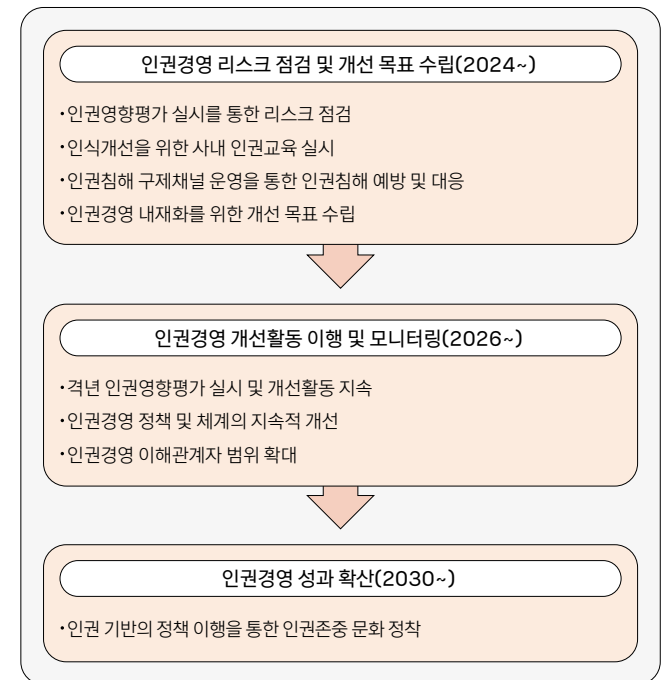 인권경영 리스크 점검 및 개선 목표 수립(2024~)
·인권영향평가 실시를 통한 리스크 점검
·인식개선을 위한 사내 인권교육 실시
·인권침해 구제채널 운영을 통한 인권침해 예방 및 대응
·인권경영 내재화를 위한 개선 목표 수립
인권경영 개선활동 이행 및 모니터링(2026~)
·격년 인권영향평가 실시 및 개선활동 지속
·인권경영 정책 및 체계의 지속적 개선
·인권경영 이해관계자 범위 확대
인권경영 성과 확산(2030~)
·인권 기반의 정책 이행을 통한 인권존중 문화 정착